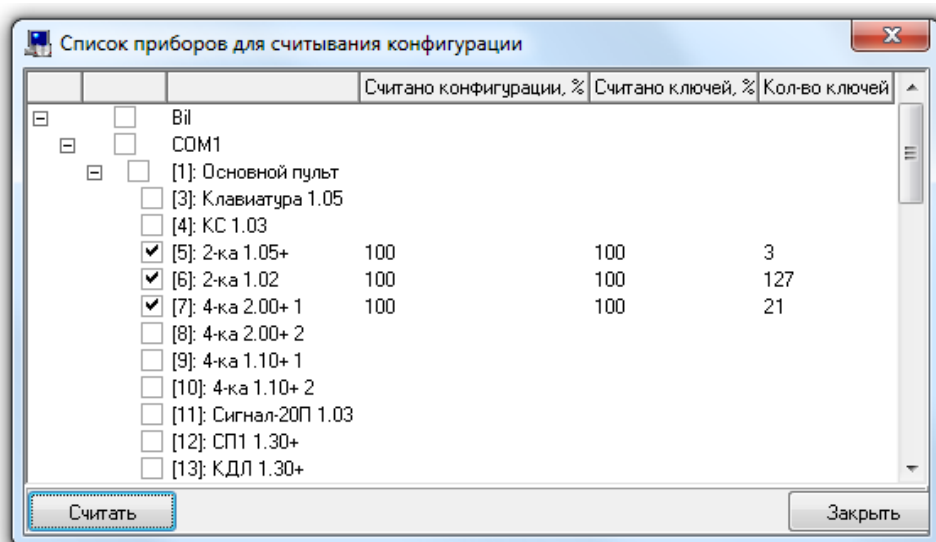 Список приборов для считывания конфигурации
Считано конфигурации, % Считано ключей, % Кол-во ключей
Bil
COM1
[1]: Основной пульт
[3]: Клавиатура 1.05
[4]: КС 1.03
[5]: 2-ка 1.05+ 100 100 3
[6]: 2-ка 1.02 100 100 127
[7]: 4-ка 2.00+ 1 100 100 21
[8]: 4-ка 2.00+ 2
[9]: 4-ка 1.10+ 1
[10]: 4-ка 1.10+ 2
[11]: Сигнал-20П 1.03
[12]: СП1 1.30+
[13]: КДЛ 1.30+
Считать Закрыть